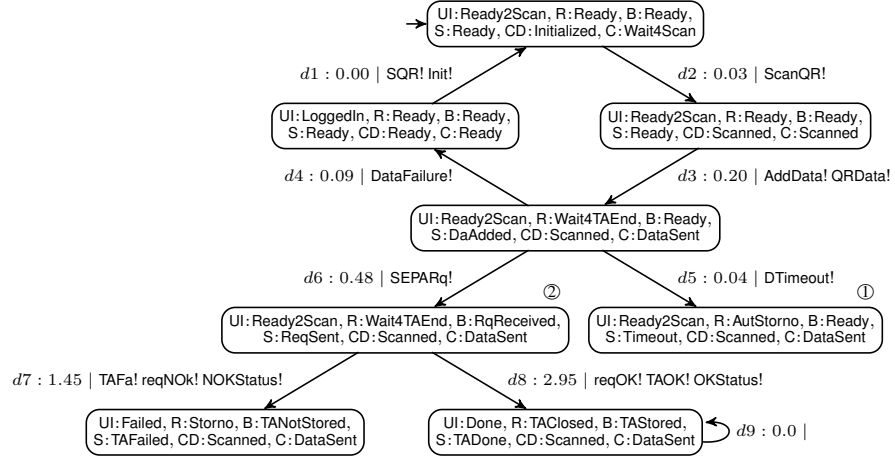 UI:Ready2Scan, R:Ready, B:Ready,
S:Ready, CD:Initialized, C:Wait4Scan
d1 : 0.00 | SQR! Init!
d2 : 0.03 | ScanQR!
UI:LoggedIn, R:Ready, B:Ready,
S:Ready, CD:Ready, C:Ready
UI:Ready2Scan, R:Ready, B:Ready,
S:Ready, CD:Scanned, C:Scanned
d4 : 0.09 | DataFailure!
d3 : 0.20 | AddData! QRData!
UI:Ready2Scan, R:Wait4TAEnd, B:Ready,
S:DaAdded, CD:Scanned, C:DataSent
d6 : 0.48 | SEPARq!
d5 : 0.04 | DTimeout!
②
①
UI:Ready2Scan, R:Wait4TAEnd, B:RqReceived,
S:ReqSent, CD:Scanned, C:DataSent
UI:Ready2Scan, R:AutStorno, B:Ready,
S:Timeout, CD:Scanned, C:DataSent
d7 : 1.45 | TAFa! reqNOk! NOKStatus!
d8 : 2.95 | reqOK! TAOK! OKStatus!
UI:Failed, R:Storno, B:TANotStored,
S:TAFailed, CD:Scanned, C:DataSent
UI:Done, R:TAClosed, B:TAStored,
S:TADone, CD:Scanned, C:DataSent
d9 : 0.0 |